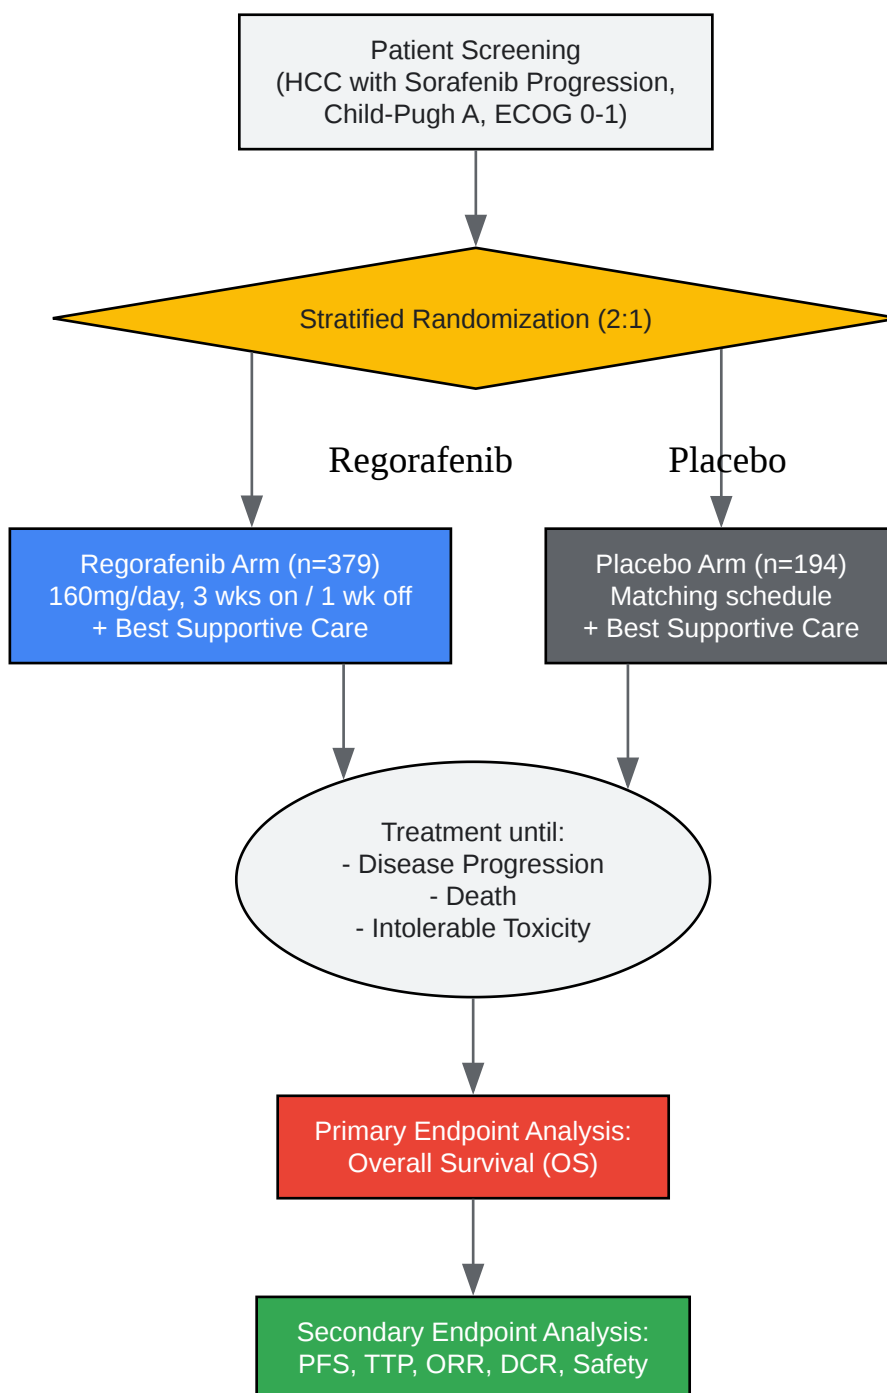 Patient Screening
(HCC with Sorafenib Progression,
Child-Pugh A, ECOG 0-1)
Stratified Randomization (2:1)
Regorafenib
Placebo
Regorafenib Arm (n=379)
160mg/day, 3 wks on / 1 wk off
+ Best Supportive Care
Placebo Arm (n=194)
Matching schedule
+ Best Supportive Care
Treatment until:
- Disease Progression
- Death
- Intolerable Toxicity
Primary Endpoint Analysis:
Overall Survival (OS)
Secondary Endpoint Analysis:
PFS, TTP, ORR, DCR, Safety